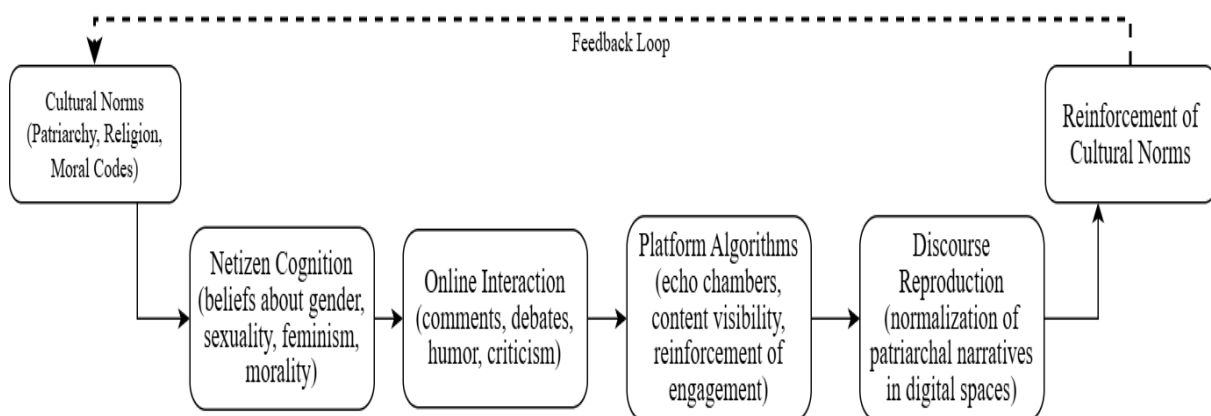 Feedback Loop
Cultural Norms
(Patriarchy, Religion,
Moral Codes)
Netizen Cognition
(beliefs about gender,
sexuality, feminism,
morality)
Online Interaction
(comments, debates,
humor, criticism)
Platform Algorithms
(echo chambers,
content visibility,
reinforcement of
engagement)
Discourse
Reproduction
(normalization of
patriarchal narratives
in digital spaces)
Reinforcement of
Cultural Norms